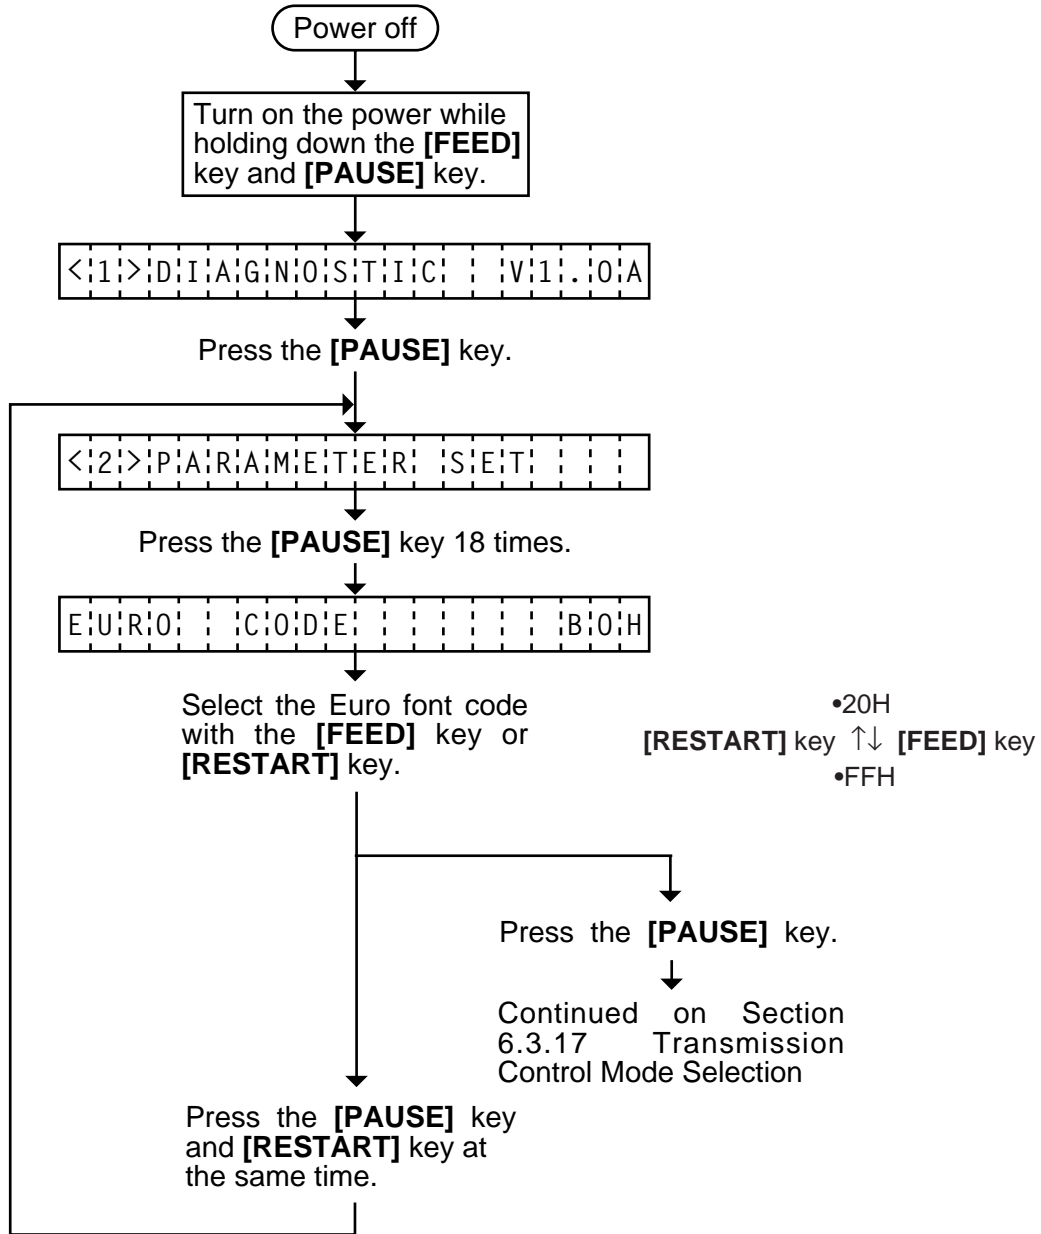 Power off
Turn on the power while
holding down the [FEED]
key and [PAUSE] key.
<1>DIAGNOSTIC  V1.0A
Press the [PAUSE] key.
<2>PARAMETER SET
Press the [PAUSE] key 18 times.
EURO  CODE       B0H
Select the Euro font code
with the [FEED] key or
[RESTART] key.
•20H
[RESTART] key ↑↓ [FEED] key
•FFH
Press the [PAUSE] key.
Continued on Section
6.3.17 Transmission
Control Mode Selection
Press the [PAUSE] key
and [RESTART] key at
the same time.